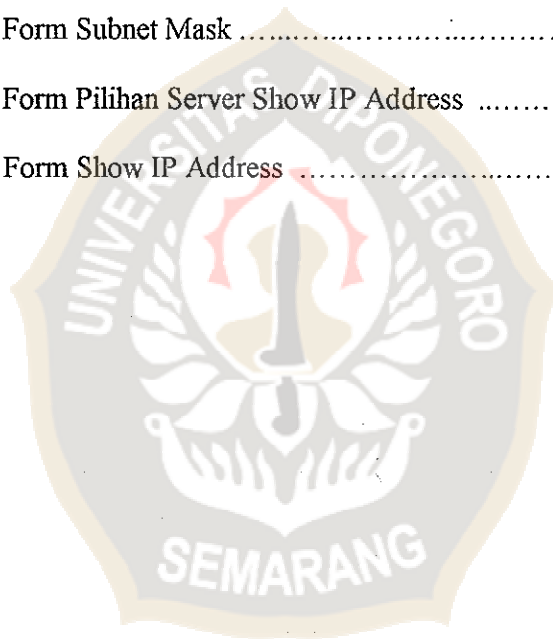 Form Subnet Mask ................................
Form Pilihan Server Show IP Address .........
Form Show IP Address ..............................
UNIVERSITAS DIPONEGORO
SEMARANG